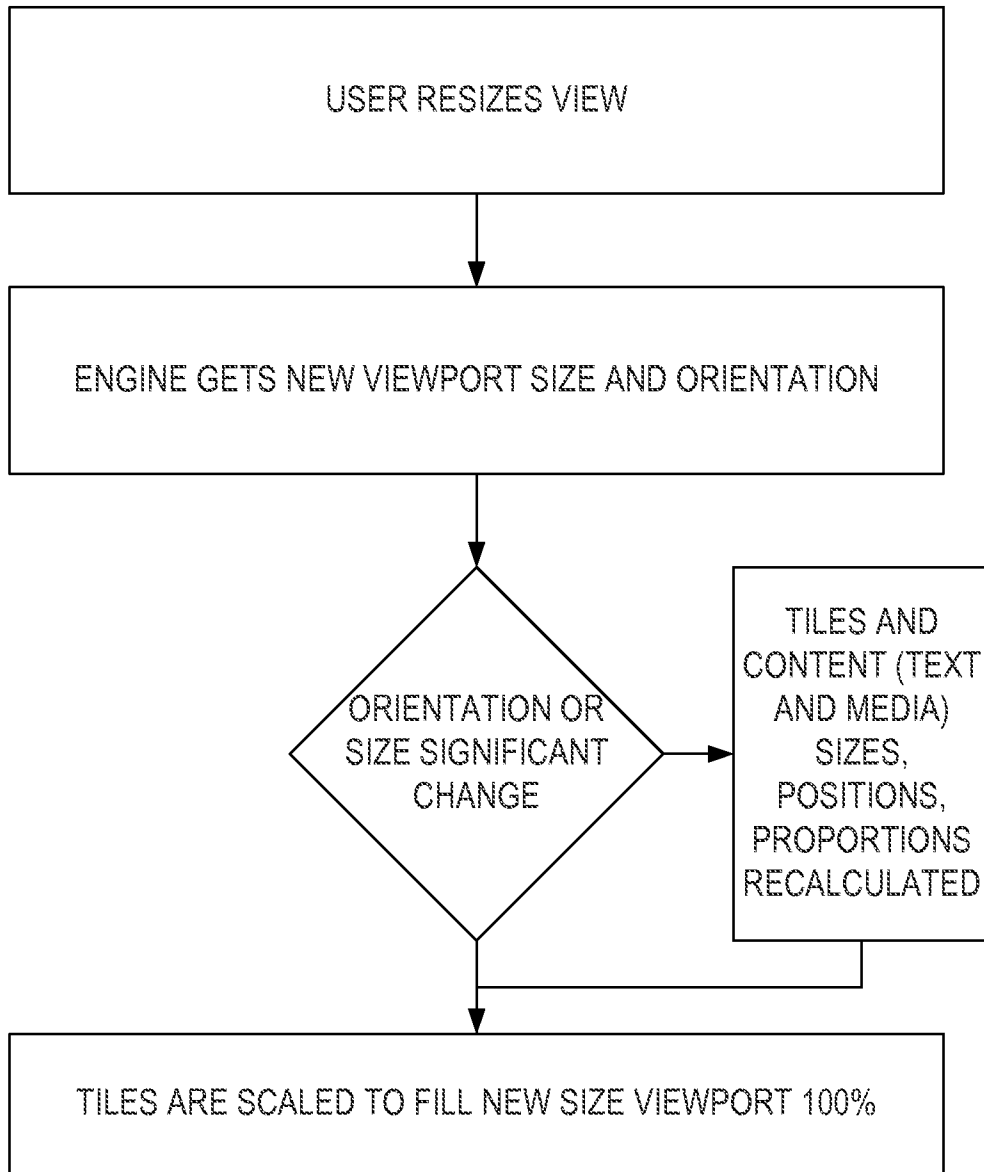 USER RESIZES VIEW
ENGINE GETS NEW VIEWPORT SIZE AND ORIENTATION
ORIENTATION OR
SIZE SIGNIFICANT
CHANGE
TILES AND
CONTENT (TEXT
AND MEDIA)
SIZES,
POSITIONS,
PROPORTIONS
RECALCULATED
TILES ARE SCALED TO FILL NEW SIZE VIEWPORT 100%